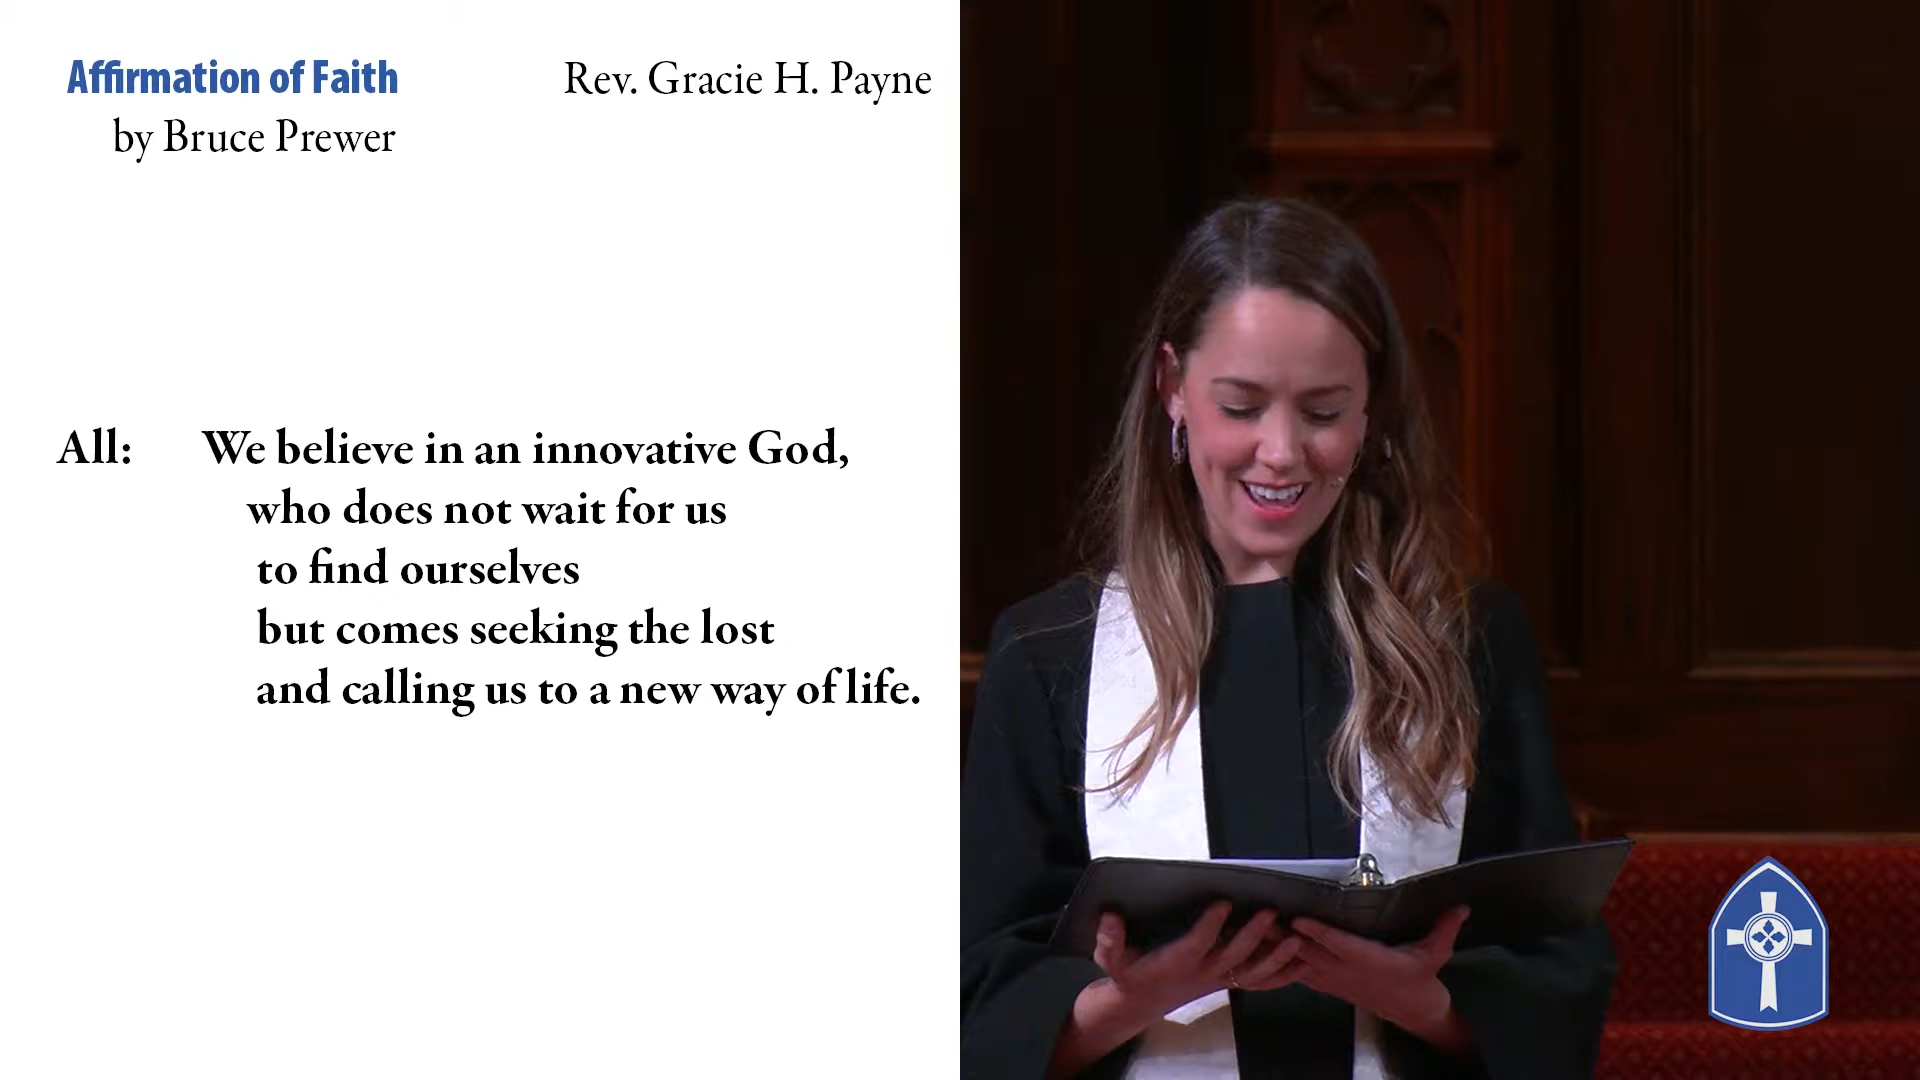 Affirmation of Faith
Rev. Gracie H. Payne
by Bruce Prewer
All: We believe in an innovative God,
who does not wait for us
to find ourselves
but comes seeking the lost
and calling us to a new way of life.